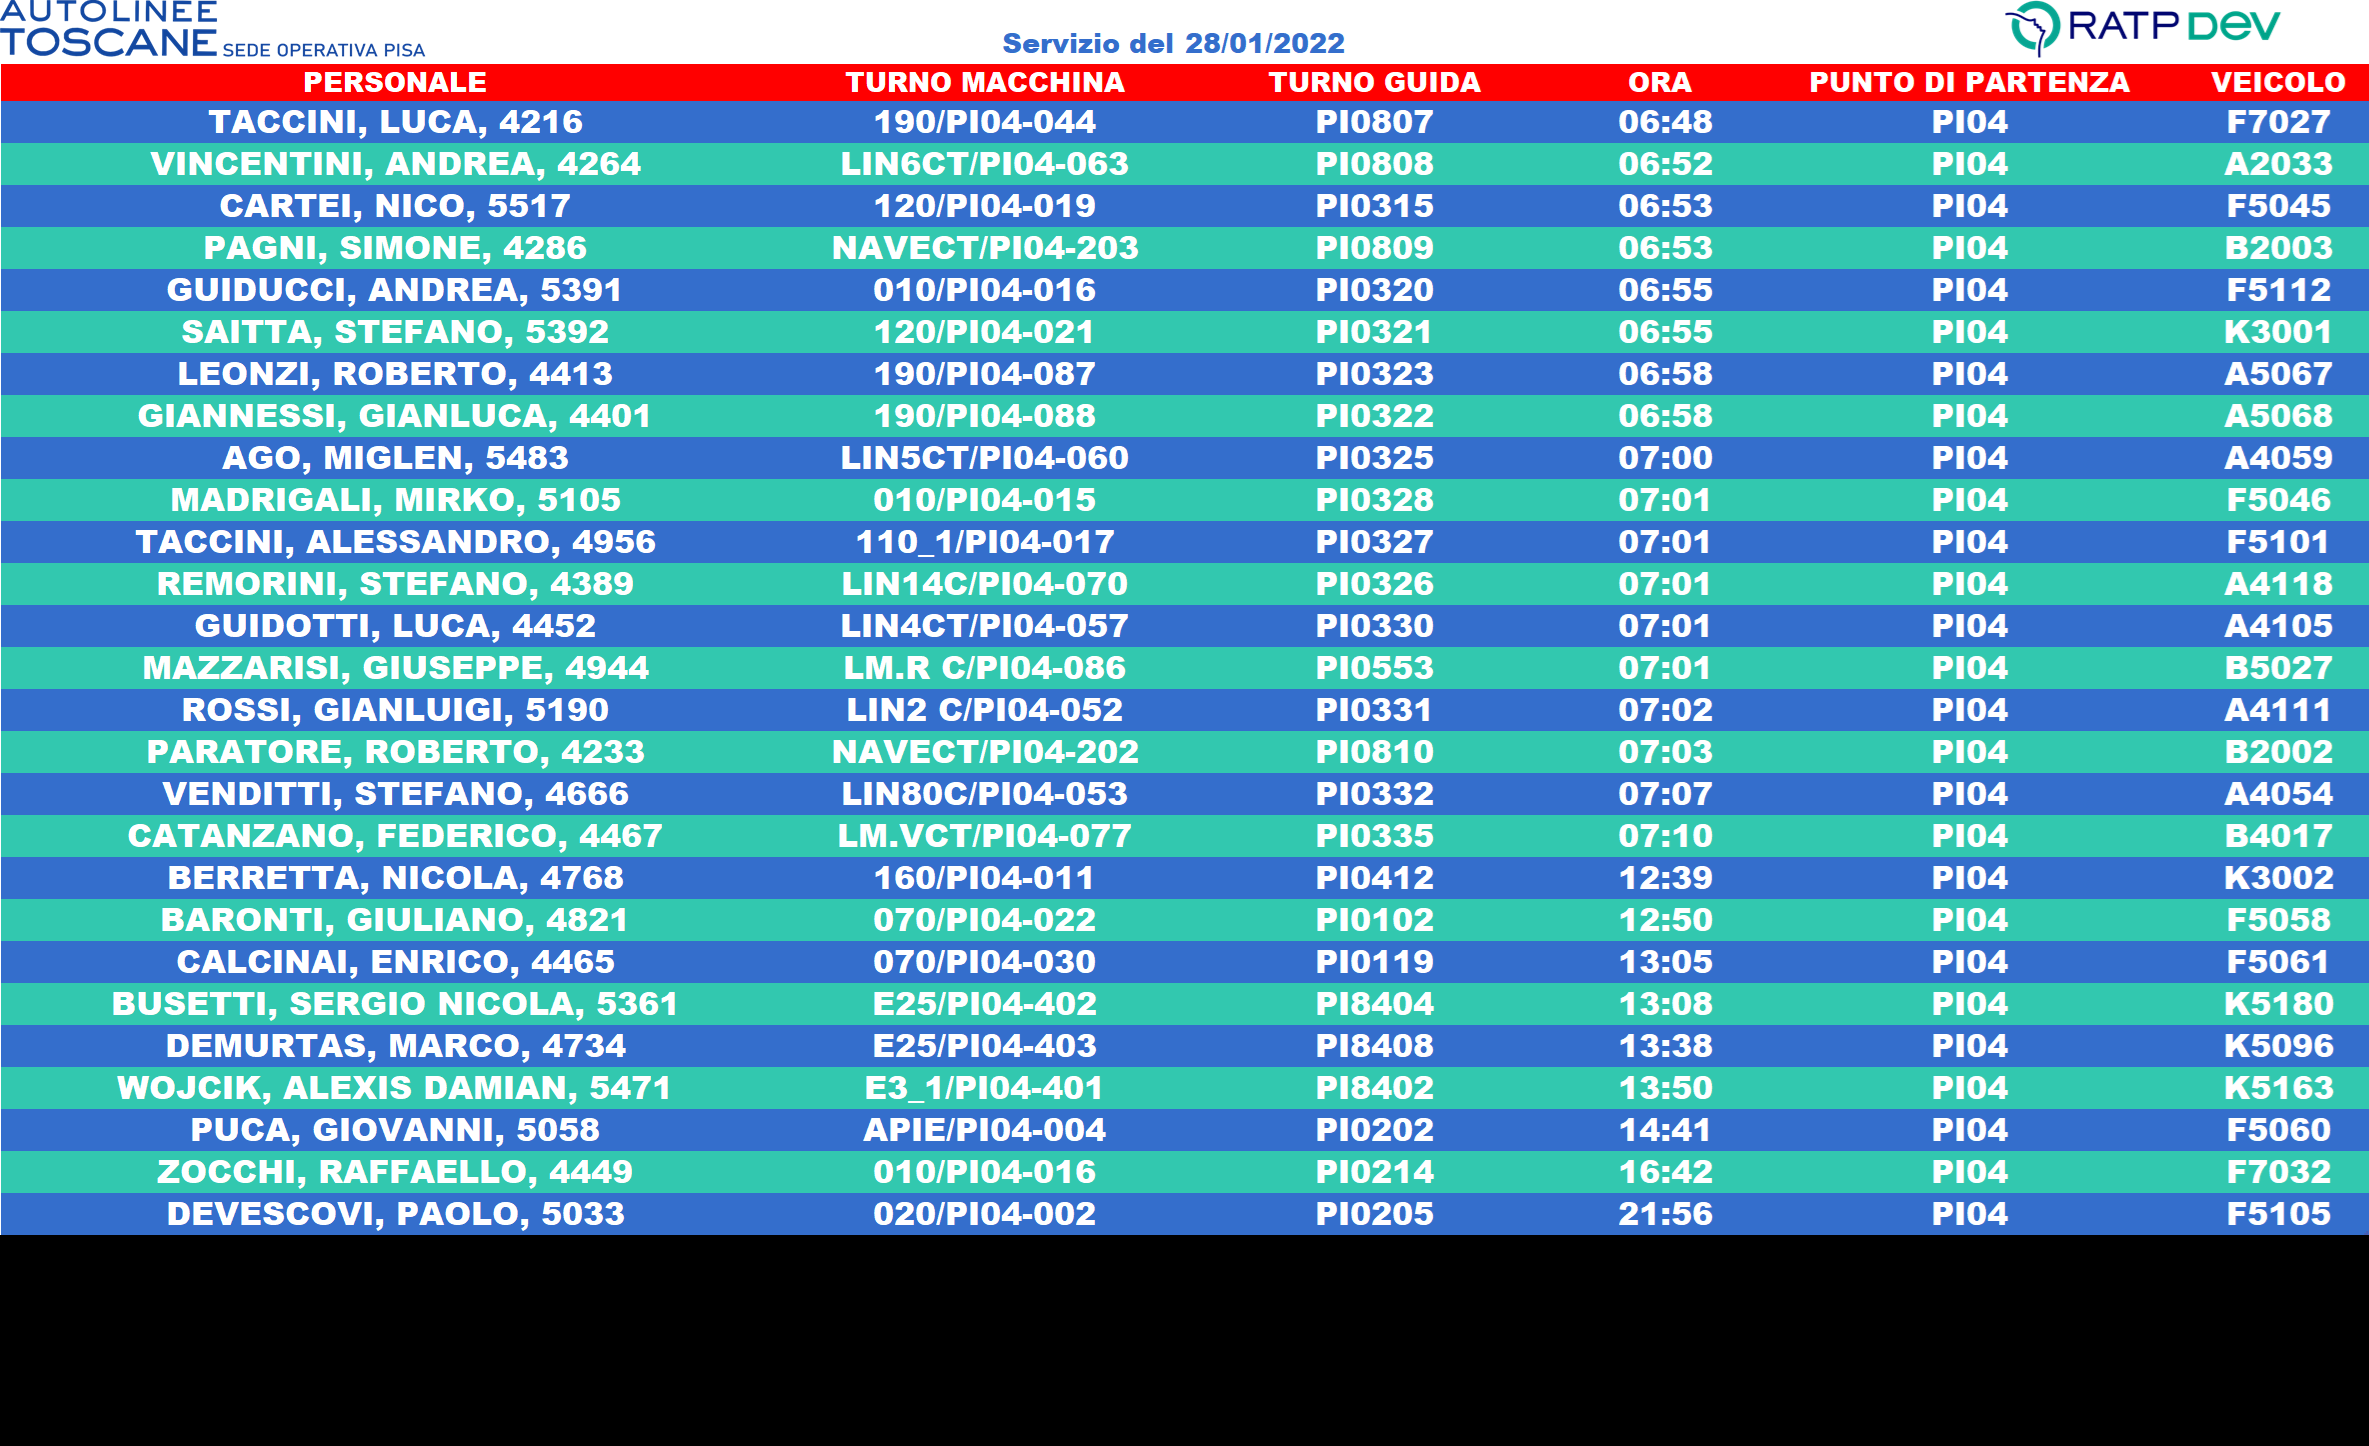 AUTOLINEE
TOSCANE SEDE OPERATIVA PISA
Servizio del 28/01/2022
RATP DEV
PERSONALE TURNO MACCHINA TURNO GUIDA ORA PUNTO DI PARTENZA VEICOLO
TACCINI, LUCA, 4216 190/PI04-044 PI0807 06:48 PI04 F7027
VINCENTINI, ANDREA, 4264 LIN6CT/PI04-063 PI0808 06:52 PI04 A2033
CARTEI, NICO, 5517 120/PI04-019 PI0315 06:53 PI04 F5045
PAGNI, SIMONE, 4286 NAVECT/PI04-203 PI0809 06:53 PI04 B2003
GUIDUCCI, ANDREA, 5391 010/PI04-016 PI0320 06:55 PI04 F5112
SAITTA, STEFANO, 5392 120/PI04-021 PI0321 06:55 PI04 K3001
LEONZI, ROBERTO, 4413 190/PI04-087 PI0323 06:58 PI04 A5067
GIANNESSI, GIANLUCA, 4401 190/PI04-088 PI0322 06:58 PI04 A5068
AGO, MIGLEN, 5483 LIN5CT/PI04-060 PI0325 07:00 PI04 A4059
MADRIGALI, MIRKO, 5105 010/PI04-015 PI0328 07:01 PI04 F5046
TACCINI, ALESSANDRO, 4956 110_1/PI04-017 PI0327 07:01 PI04 F5101
REMORINI, STEFANO, 4389 LIN14C/PI04-070 PI0326 07:01 PI04 A4118
GUIDOTTI, LUCA, 4452 LIN4CT/PI04-057 PI0330 07:01 PI04 A4105
MAZZARISI, GIUSEPPE, 4944 LM.R C/PI04-086 PI0553 07:01 PI04 B5027
ROSSI, GIANLUIGI, 5190 LIN2 C/PI04-052 PI0331 07:02 PI04 A4111
PARATORE, ROBERTO, 4233 NAVECT/PI04-202 PI0810 07:03 PI04 B2002
VENDITTI, STEFANO, 4666 LIN80C/PI04-053 PI0332 07:07 PI04 A4054
CATANZANO, FEDERICO, 4467 LM.VCT/PI04-077 PI0335 07:10 PI04 B4017
BERRETTA, NICOLA, 4768 160/PI04-011 PI0412 12:39 PI04 K3002
BARONTI, GIULIANO, 4821 070/PI04-022 PI0102 12:50 PI04 F5058
CALCINAI, ENRICO, 4465 070/PI04-030 PI0119 13:05 PI04 F5061
BUSETTI, SERGIO NICOLA, 5361 E25/PI04-402 PI8404 13:08 PI04 K5180
DEMURTAS, MARCO, 4734 E25/PI04-403 PI8408 13:38 PI04 K5096
WOJCIK, ALEXIS DAMIAN, 5471 E3_1/PI04-401 PI8402 13:50 PI04 K5163
PUCA, GIOVANNI, 5058 APIE/PI04-004 PI0202 14:41 PI04 F5060
ZOCCHI, RAFFAELLO, 4449 010/PI04-016 PI0214 16:42 PI04 F7032
DEVESCOVI, PAOLO, 5033 020/PI04-002 PI0205 21:56 PI04 F5105